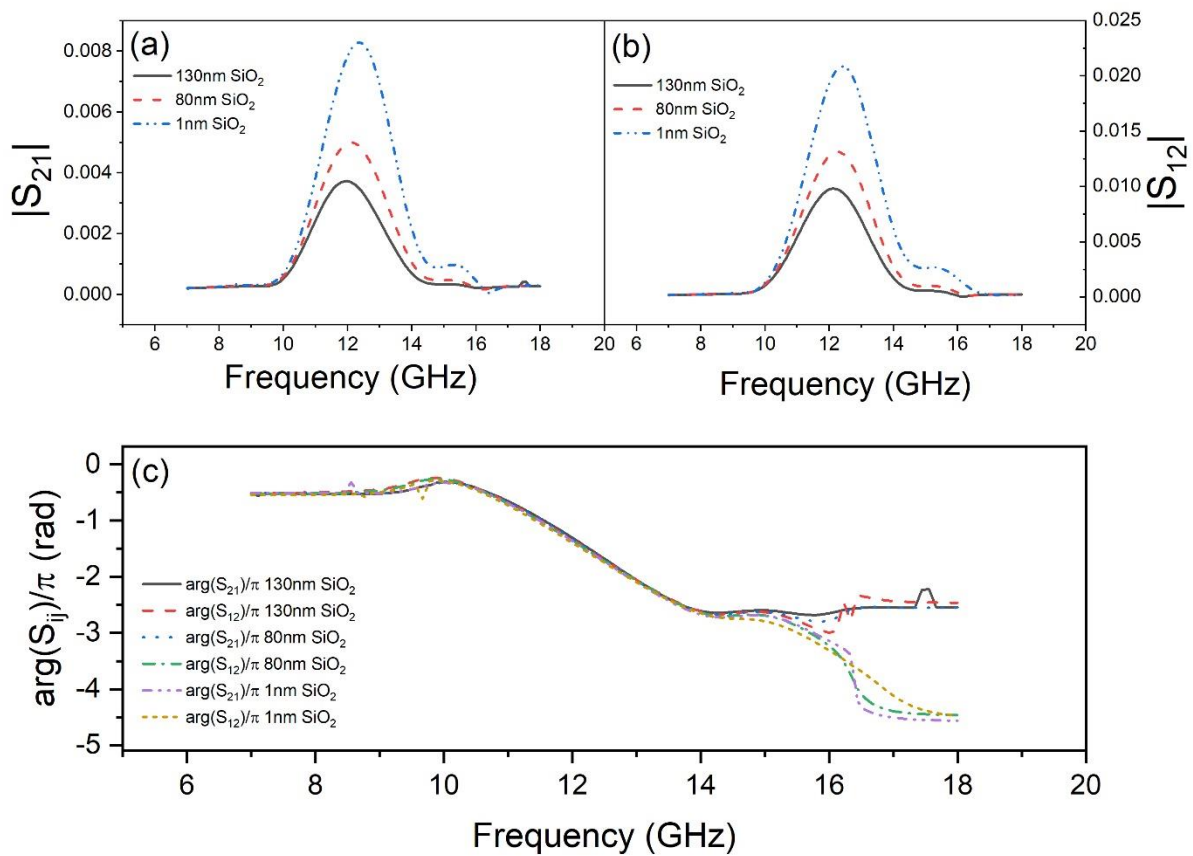 (a)
130nm SiO₂
80nm SiO₂
1nm SiO₂
|S₂₁|
0.008
0.006
0.004
0.002
0.000
6 8 10 12 14 16 18 20
Frequency (GHz)
(b)
130nm SiO₂
80nm SiO₂
1nm SiO₂
|S₁₂|
0.025
0.020
0.015
0.010
0.005
0.000
6 8 10 12 14 16 18 20
Frequency (GHz)
(c)
arg(Sᵢⱼ)/π (rad)
0
-1
-2
-3
-4
-5
arg(S₂₁)/π 130nm SiO₂
arg(S₁₂)/π 130nm SiO₂
arg(S₂₁)/π 80nm SiO₂
arg(S₁₂)/π 80nm SiO₂
arg(S₂₁)/π 1nm SiO₂
arg(S₁₂)/π 1nm SiO₂
6 8 10 12 14 16 18 20
Frequency (GHz)